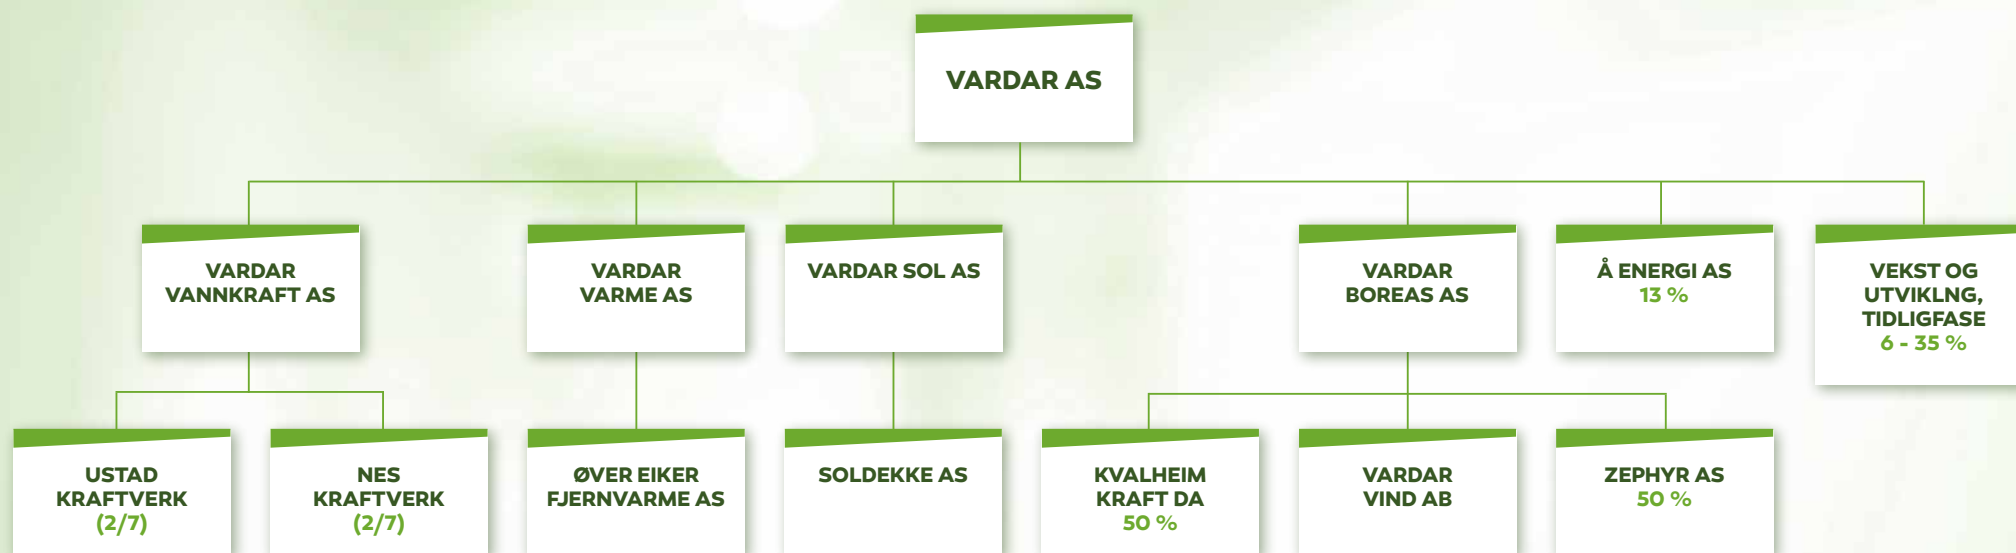 VARDAR AS
VARDAR
VANNKRAFT AS
VARDAR
VARME AS
VARDAR SOL AS
VARDAR
BOREAS AS
Å ENERGI AS
13 %
VEKST OG
UTVIKLNG,
TIDLIGFASE
6 - 35 %
USTAD
KRAFTVERK
(2/7)
NES
KRAFTVERK
(2/7)
ØVER EIKER
FJERNVARME AS
SOLDEKKE AS
KVALHEIM
KRAFT DA
50 %
VARDAR
VIND AB
ZEPHYR AS
50 %